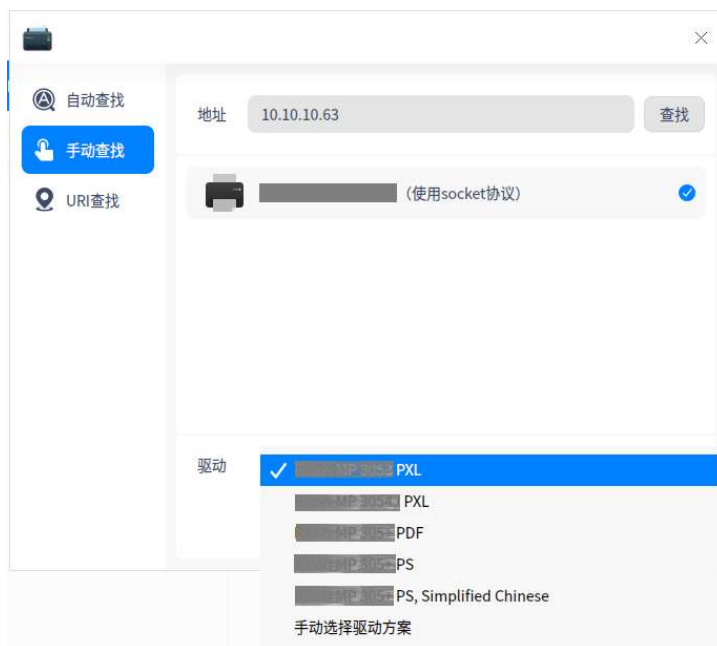 自动查找
手动查找
URI查找
地址
10.10.10.63
查找
（使用socket协议）
驱动
PXL
PXL
PDF
PS
PS, Simplified Chinese
手动选择驱动方案